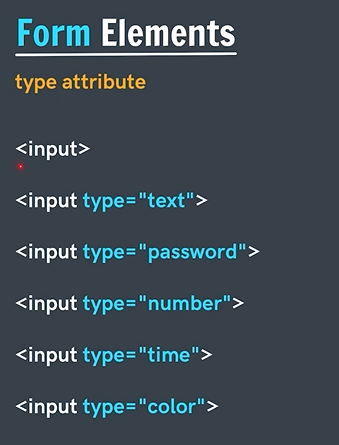 Form Elements
type attribute
<input>
<input type="text">
<input type="password">
<input type="number">
<input type="time">
<input type="color">